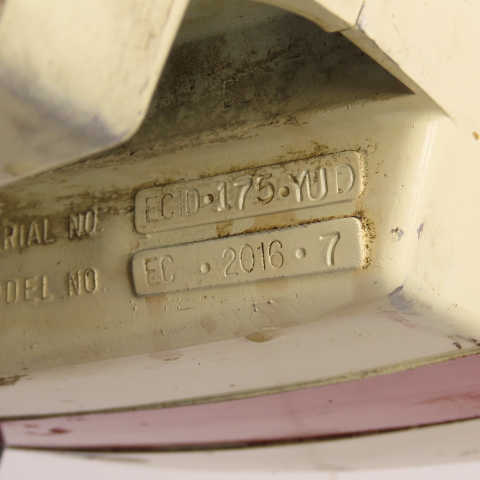 RIAL NO. ECD·175·YUD
DEL NO. EC · 2016 · 7